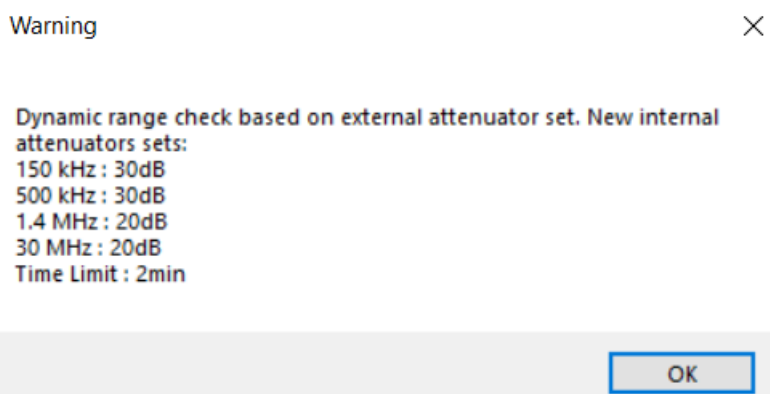 Warning
Dynamic range check based on external attenuator set. New internal
attenuators sets:
150 kHz : 30dB
500 kHz : 30dB
1.4 MHz : 20dB
30 MHz : 20dB
Time Limit : 2min
OK